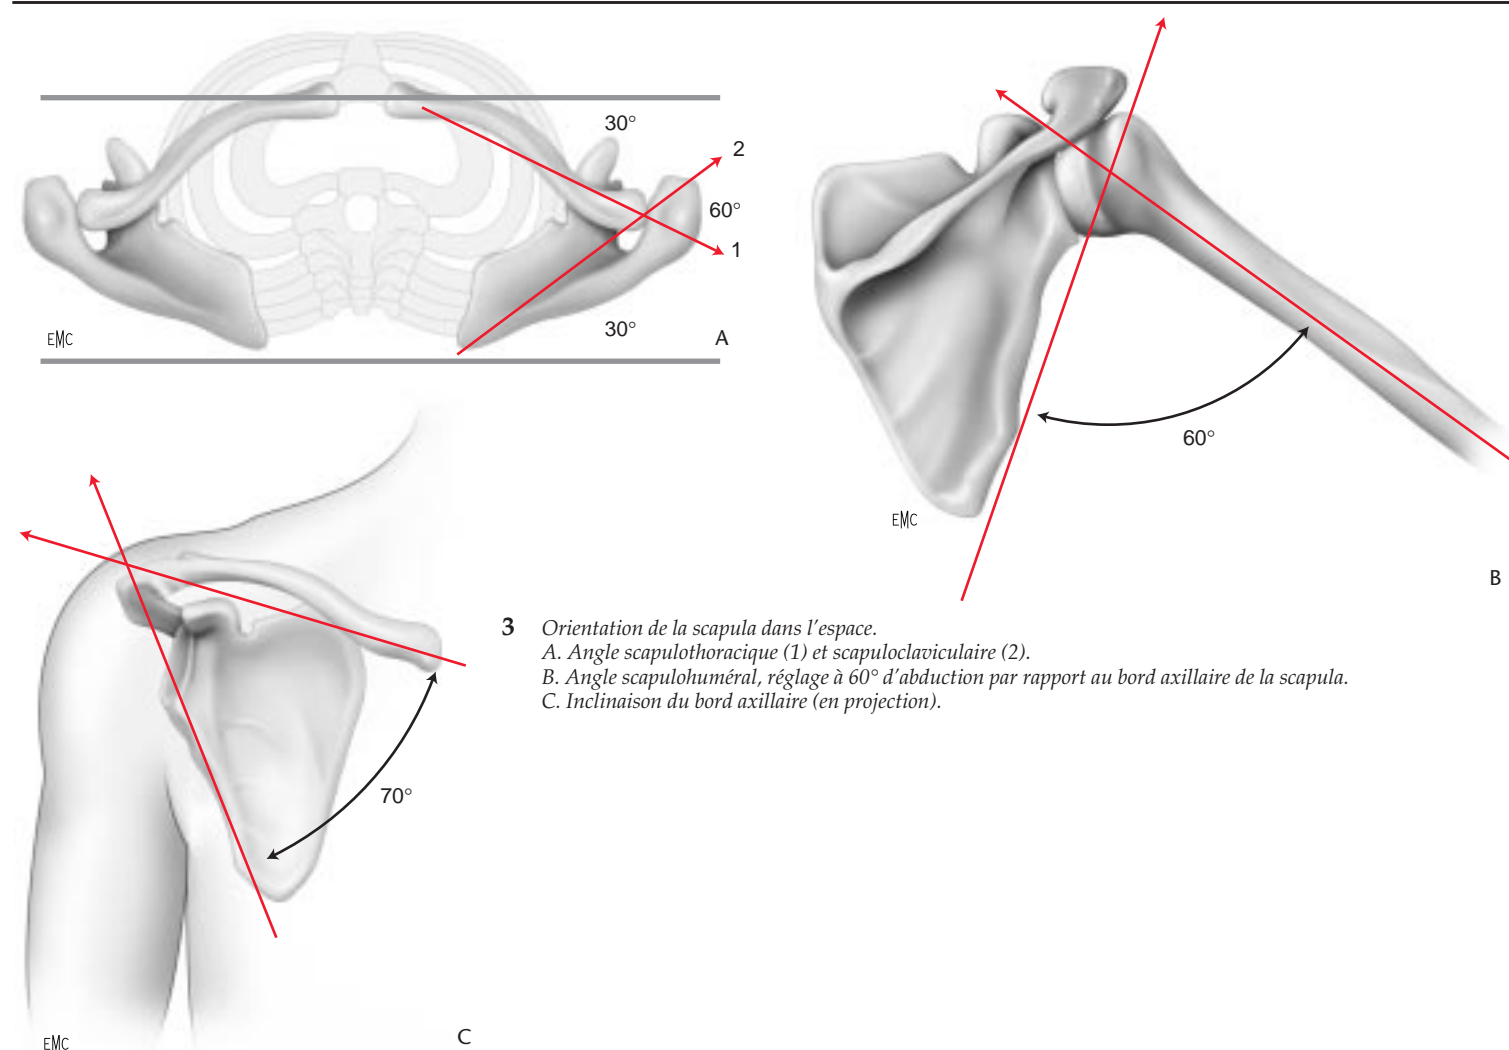 30°
2
60°
1
30°
EMC
A
60°
EMC
B
3 Orientation de la scapula dans l'espace.
A. Angle scapulothoracique (1) et scapuloclaviculaire (2).
B. Angle scapulohuméral, réglage à 60° d'abduction par rapport au bord axillaire de la scapula.
C. Inclinaison du bord axillaire (en projection).
70°
EMC
C